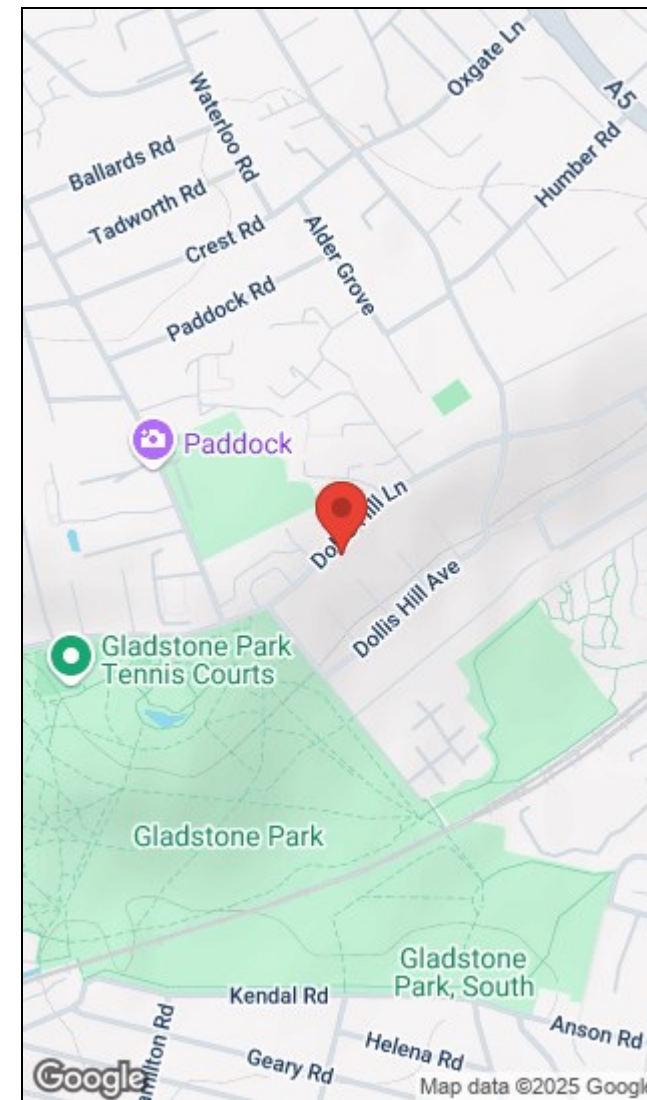 Oxgate Ln
A5
Waterloo Rd
Ballards Rd
Humber Rd
Tadworth Rd
Crest Rd
Alder Grove
Paddock Rd
Paddock
Hill Ln
Dollis Hill Ave
Gladstone Park
Tennis Courts
Gladstone Park
Gladstone
Park, South
Kendal Rd
Anson Rd
Helena Rd
Geary Rd
Google
Map data ©2025 Google